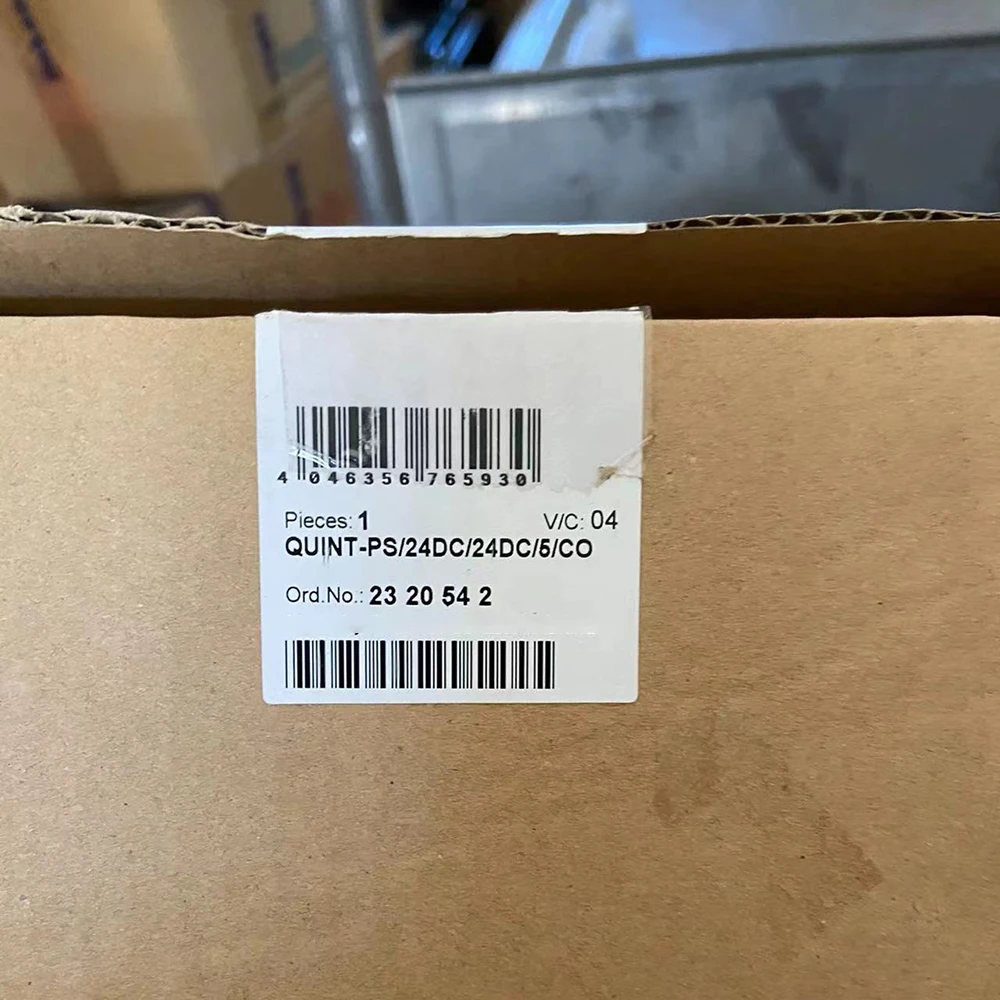 4 046356 765930
Pieces: 1 V/C: 04
QUINT-PS/24DC/24DC/5/CO
Ord.No.: 23 20 54 2